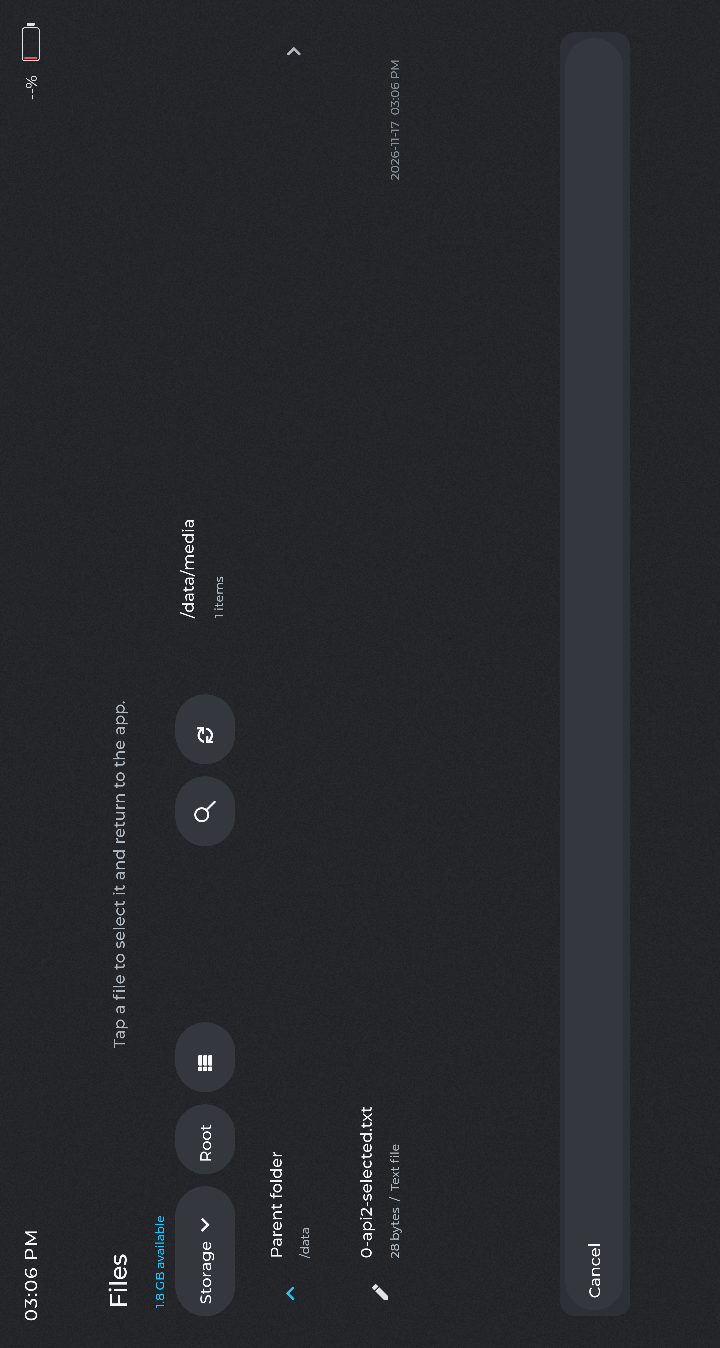 03:06 PM
--%
Files
Tap a file to select it and return to the app.
1.8 GB available
Storage
Root
/data/media
1 items
Parent folder
/data
0-api2-selected.txt
28 bytes / Text file
2026-11-17 03:06 PM
Cancel